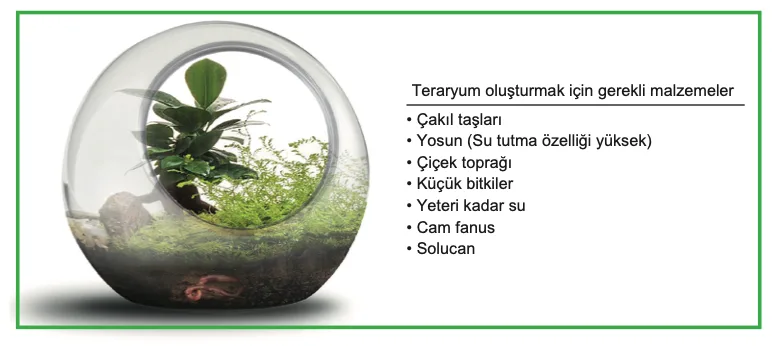 Teraryum oluşturmak için gerekli malzemeler
• Çakıl taşları
• Yosun (Su tutma özelliği yüksek)
• Çiçek toprağı
• Küçük bitkiler
• Yeteri kadar su
• Cam fanus
• Solucan